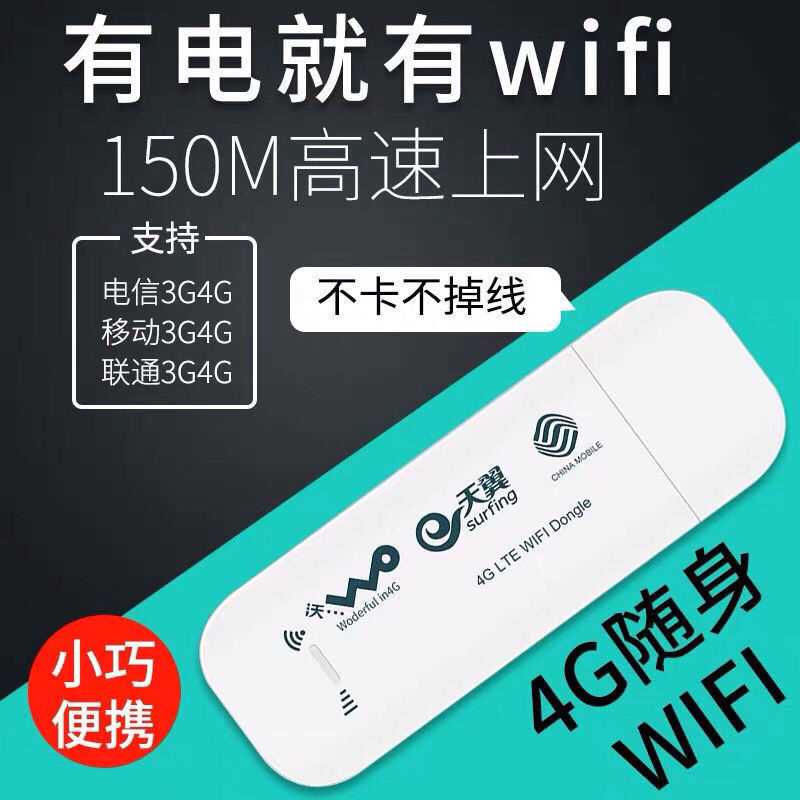 有电就有wifi
150M高速上网
支持
电信3G4G
移动3G4G
联通3G4G
不卡不掉线
CHINA MOBILE
天翼
surfing
4G LTE WIFI Dongle
沃...wo
Woderful in4G
小巧
便携
4G随身
WIFI